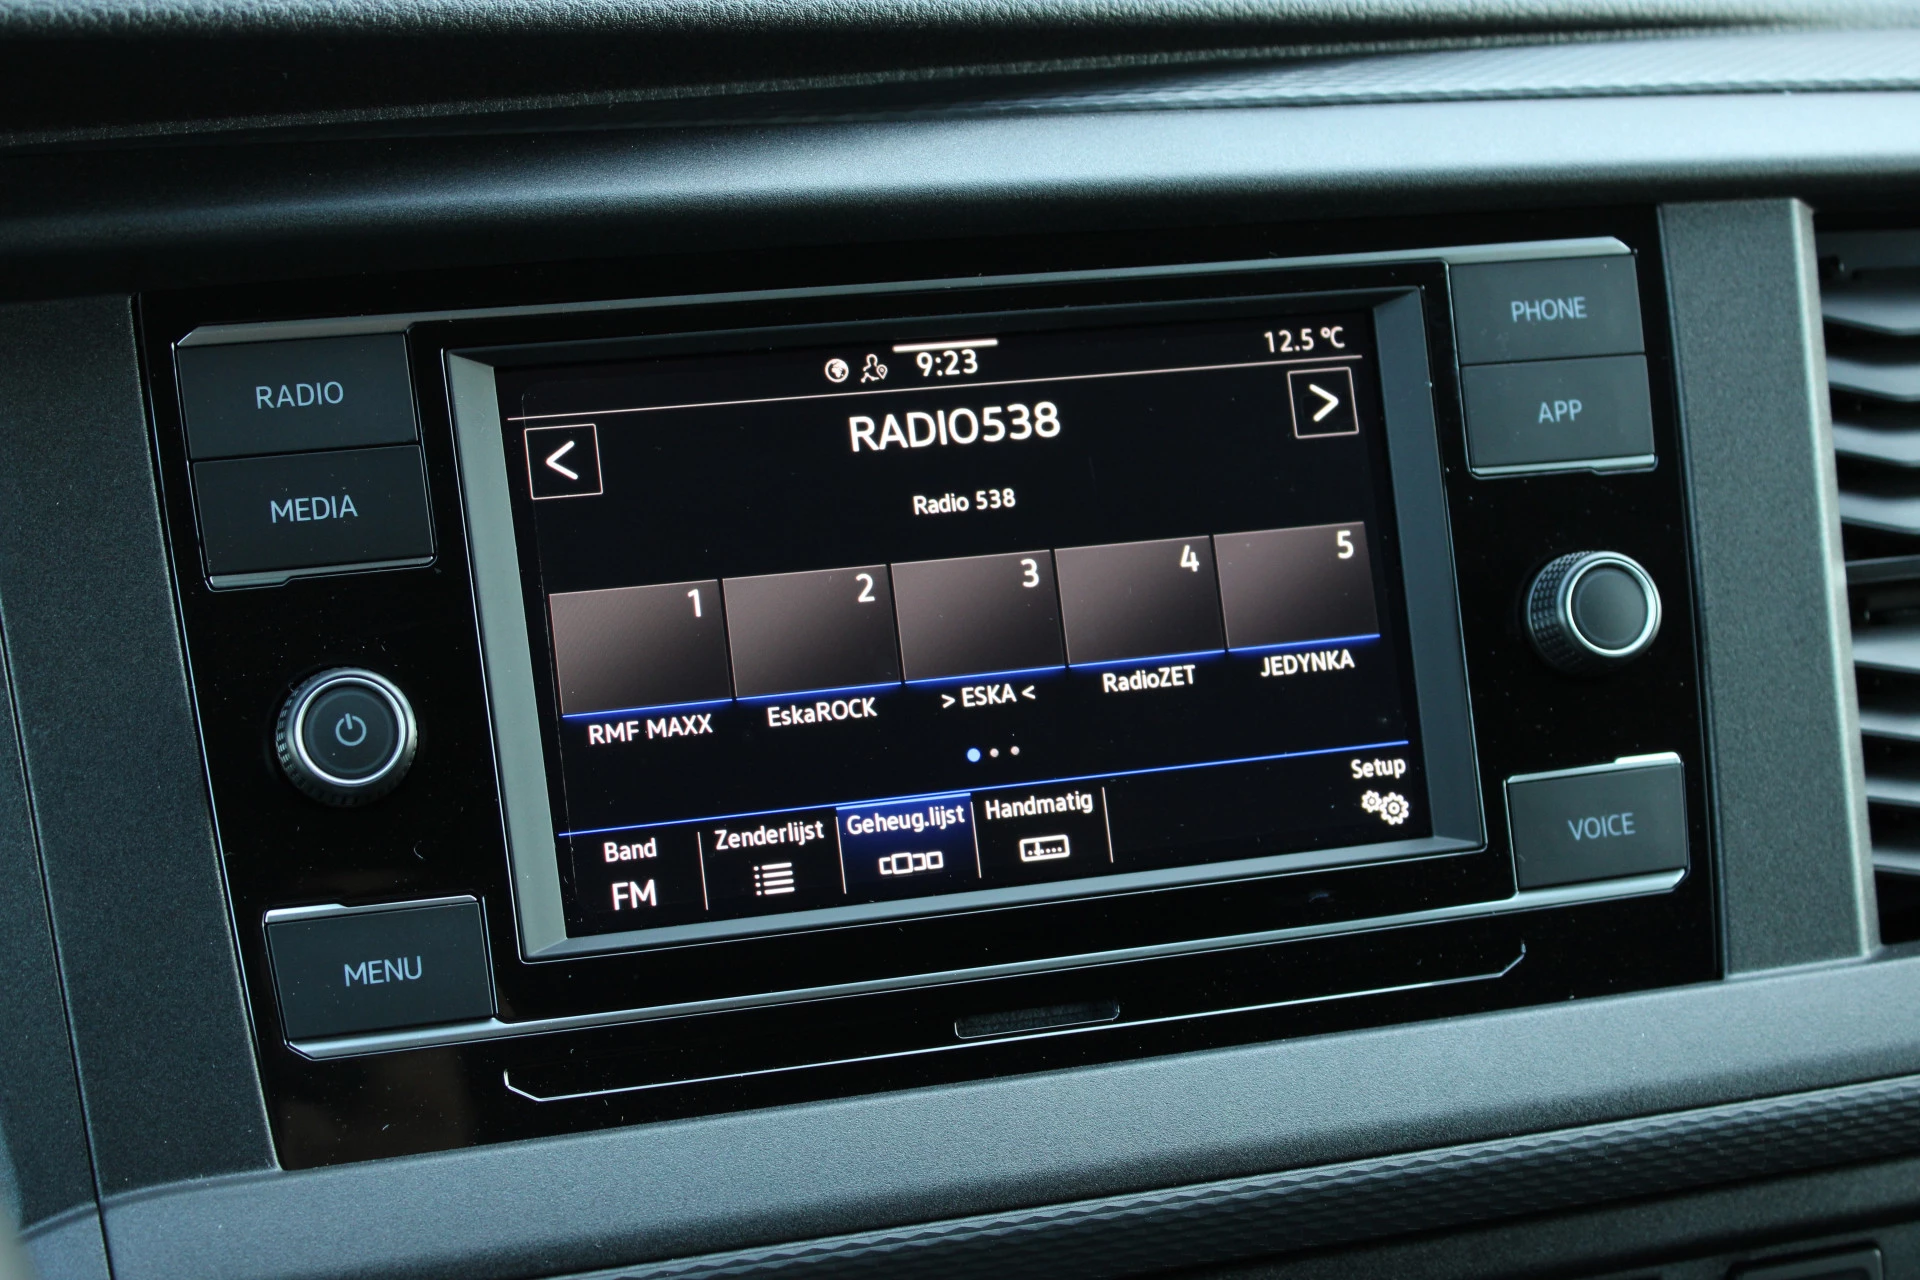 RADIO
MEDIA
MENU
9:23
12.5 °C
<
RADIO538
>
Radio 538
1
2
3
4
5
RMF MAXX
EskaROCK
> ESKA <
RadioZET
JEDYNKA
Band
FM
Zenderlijst
Geheug.lijst
Handmatig
Setup
PHONE
APP
VOICE